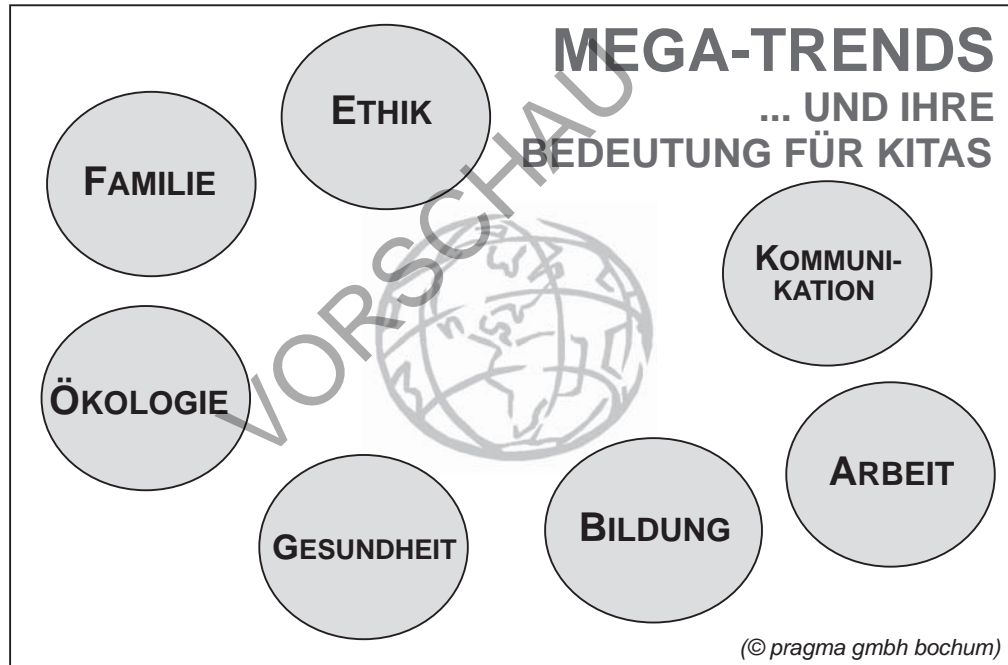 MEGA-TRENDS
... UND IHRE
BEDEUTUNG FÜR KITAS
ETHIK
FAMILIE
KOMMUNI-
KATION
ÖKOLOGIE
ARBEIT
BILDUNG
GESUNDHEIT
VORSCHAU
(© pragma gmbh bochum)